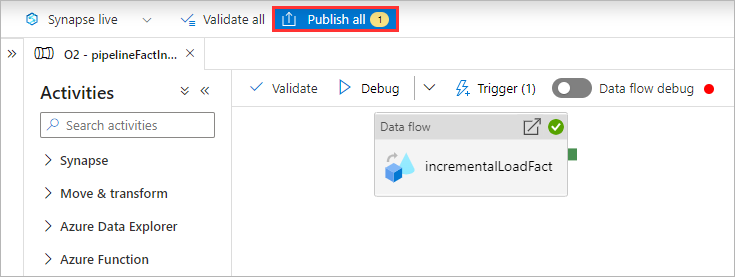 Synapse live Validate all Publish all 1
O2 - pipelineFactIn...
Activities
Validate Debug Trigger (1) Data flow debug
Search activities
Data flow
Synapse
incrementalLoadFact
Move & transform
Azure Data Explorer
Azure Function